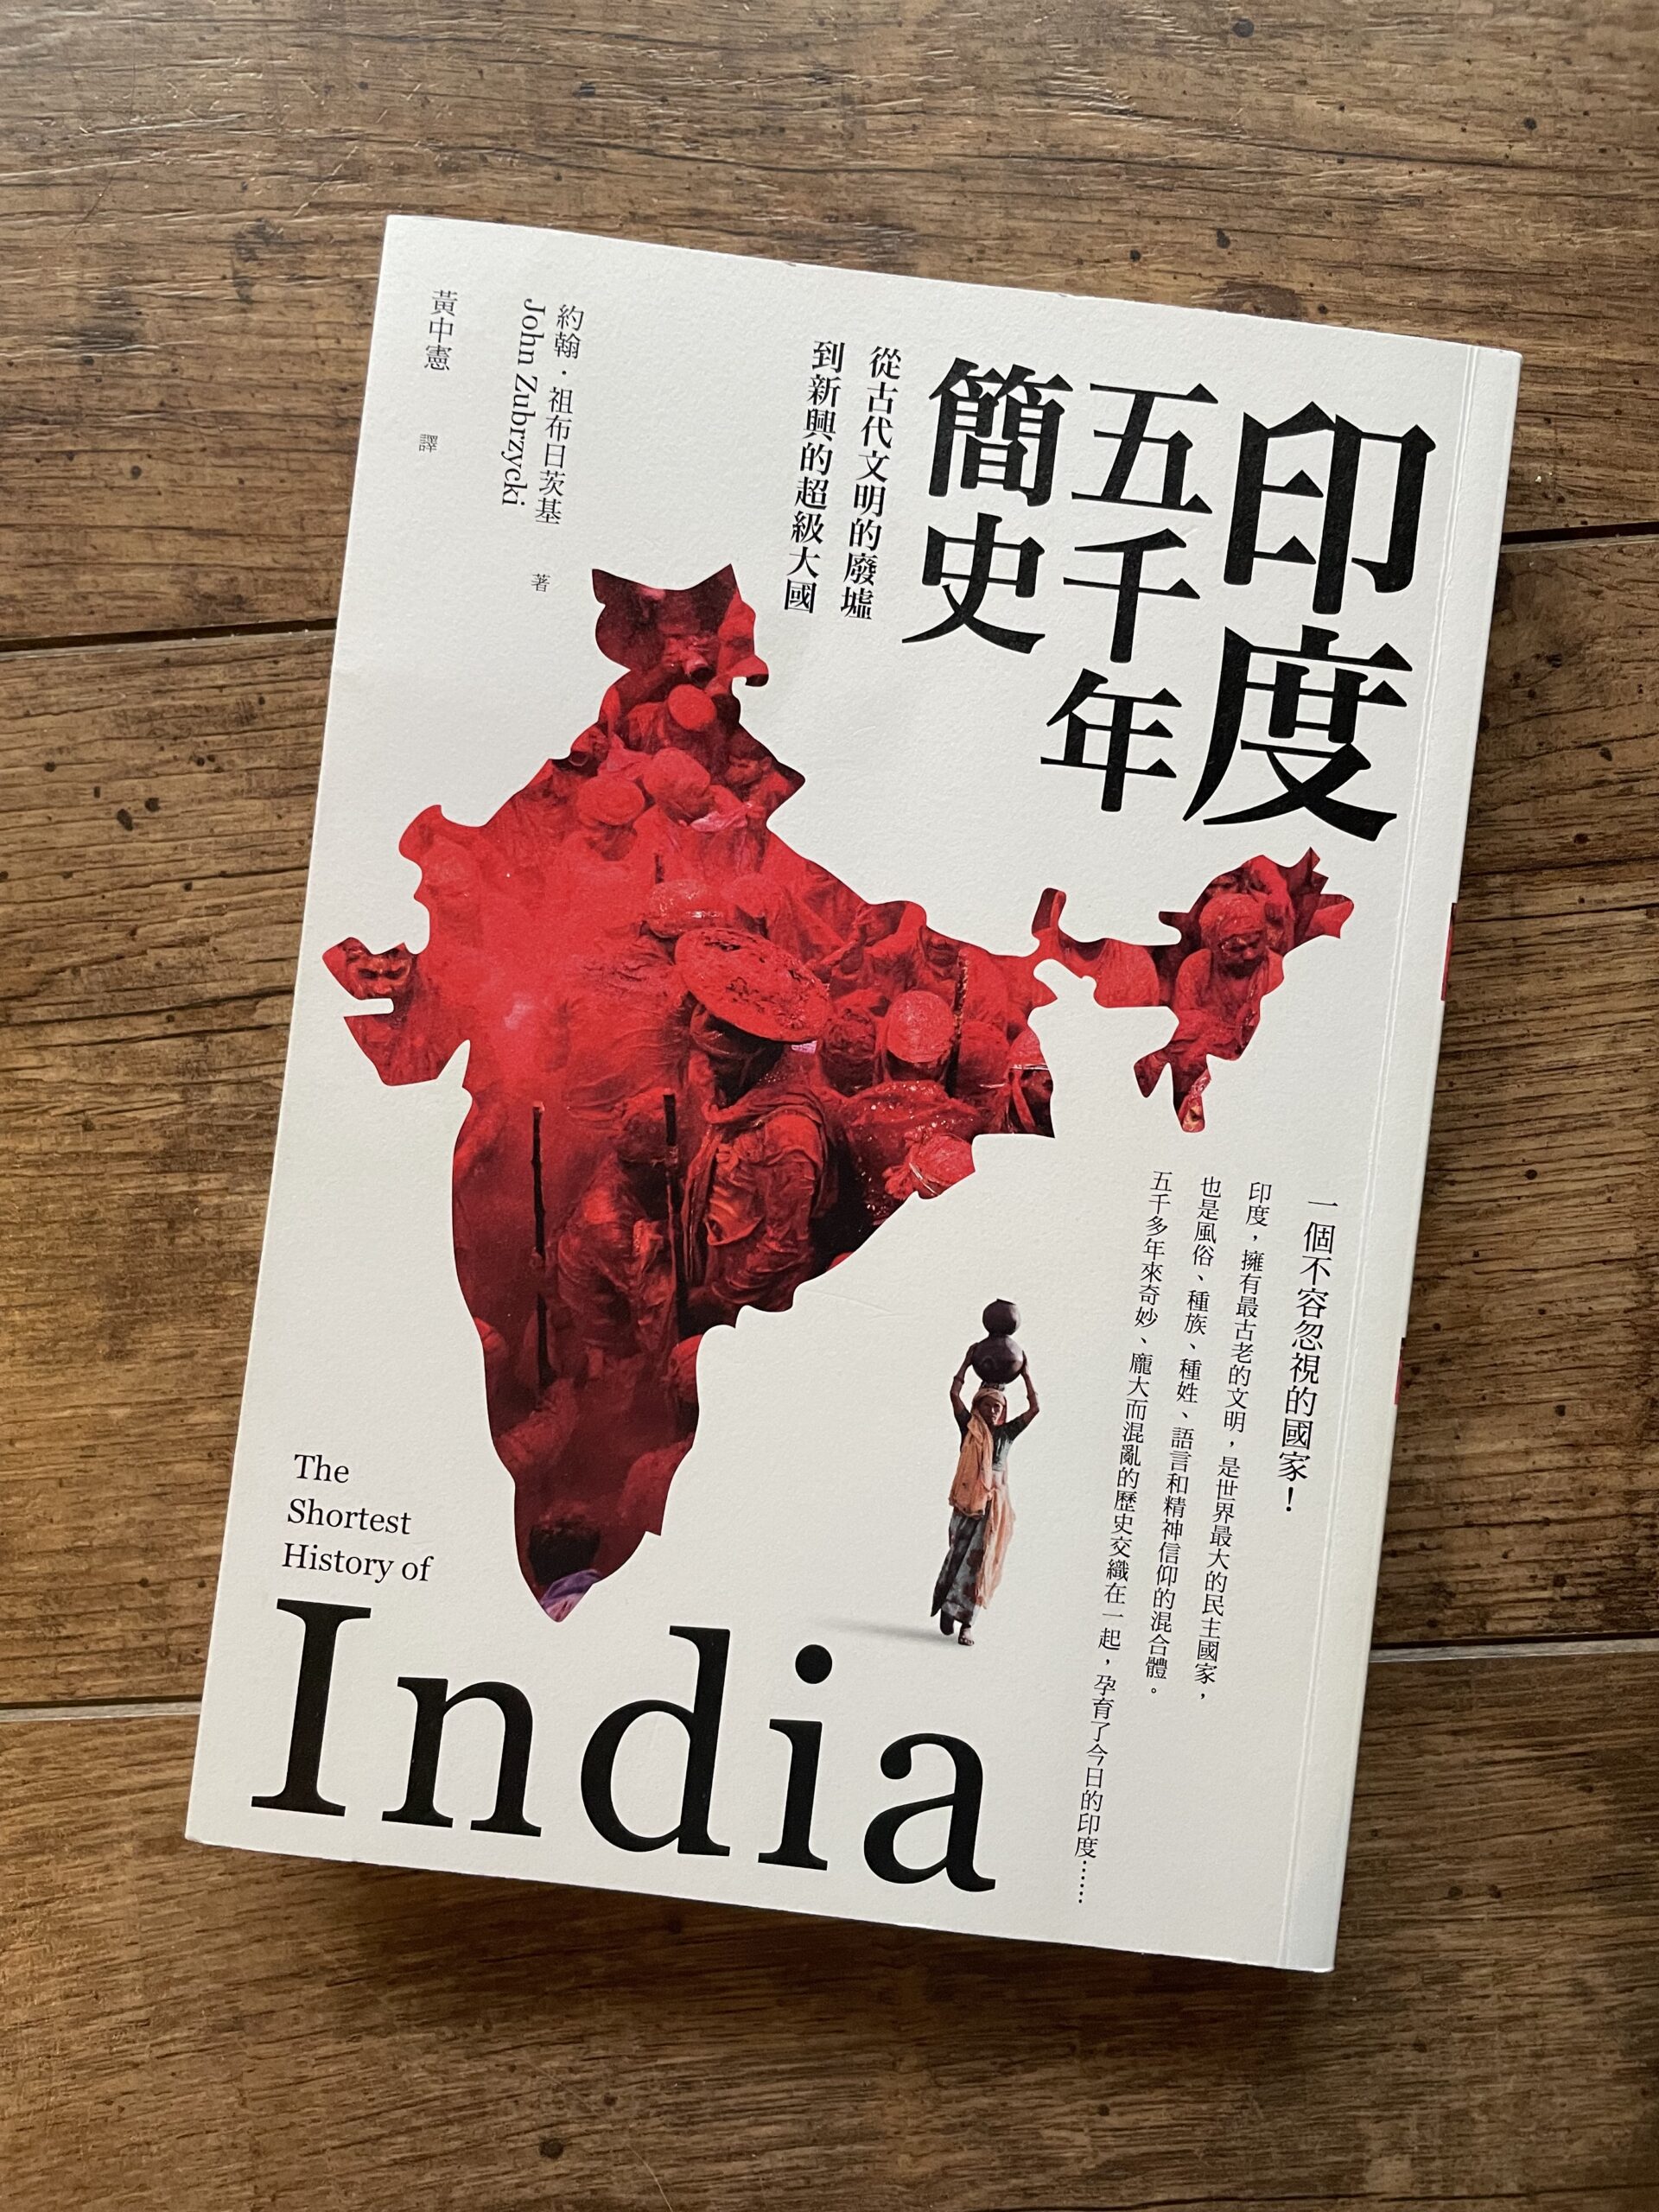 印度
五千年
簡史
從古代文明的廢墟
到新興的超級大國
約翰・祖布日茨基 著
John Zubrzycki
黃中憲 譯
一個不容忽視的國家！
印度，擁有最古老的文明，是世界最大的民主國家，
也是風俗、種族、種姓、語言和精神信仰的混合體。
五千多年來奇妙、龐大而混亂的歷史交織在一起，孕育了今日的印度……
The
Shortest
History of
India